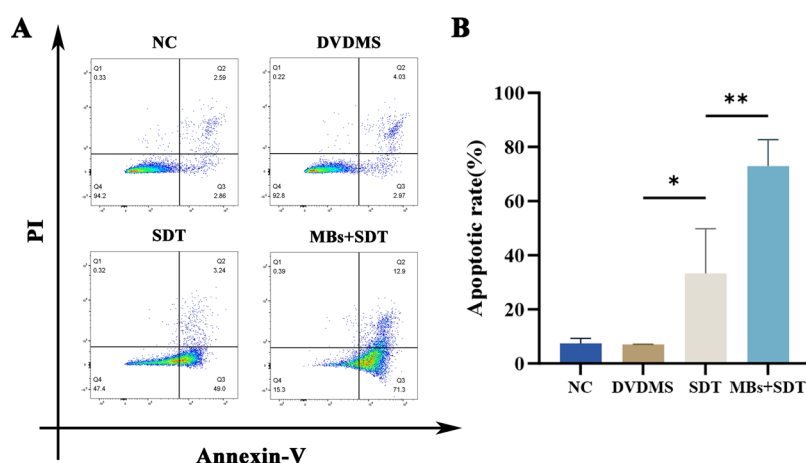 A
B
NC
DVDMS
Q1
0.33
Q2
2.59
Q4
94.2
Q3
2.86
Q1
0.22
Q2
4.03
Q4
92.8
Q3
2.97
SDT
MBs+SDT
Q1
0.32
Q2
3.24
Q4
47.4
Q3
49.0
Q1
0.39
Q2
12.9
Q4
15.3
Q3
71.3
PI
Annexin-V
Apoptotic rate(%)
100
80
60
40
20
0
*
**
NC DVDMS SDT MBs+SDT